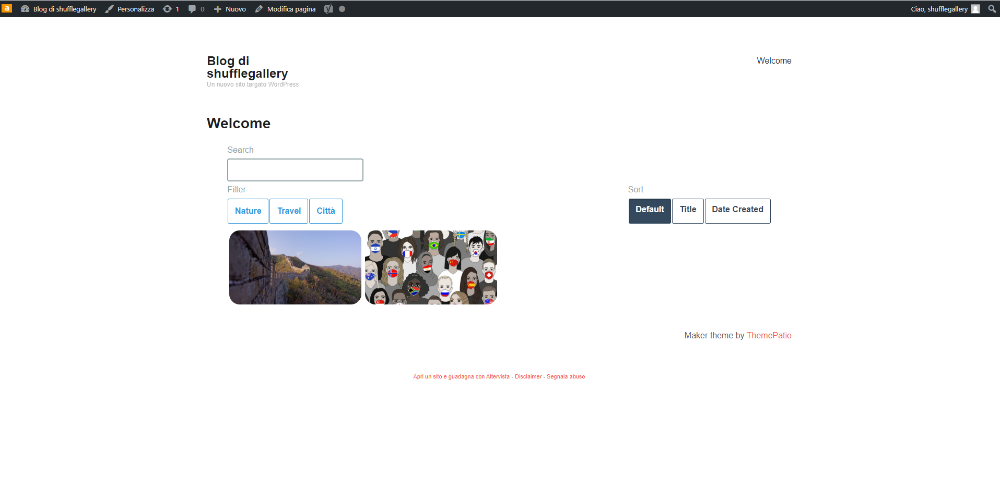 a Blog di shufflegallery Personalizza 1 0 Nuovo Modifica pagina Ciao, shufflegallery
Blog di
shufflegallery
Un nuovo sito targato WordPress
Welcome
Welcome
Search
Filter
Sort
Nature Travel Città
Default Title Date Created
Maker theme by ThemePatio
Apri un sito e guadagna con Altervista - Disclaimer - Segnala abuso